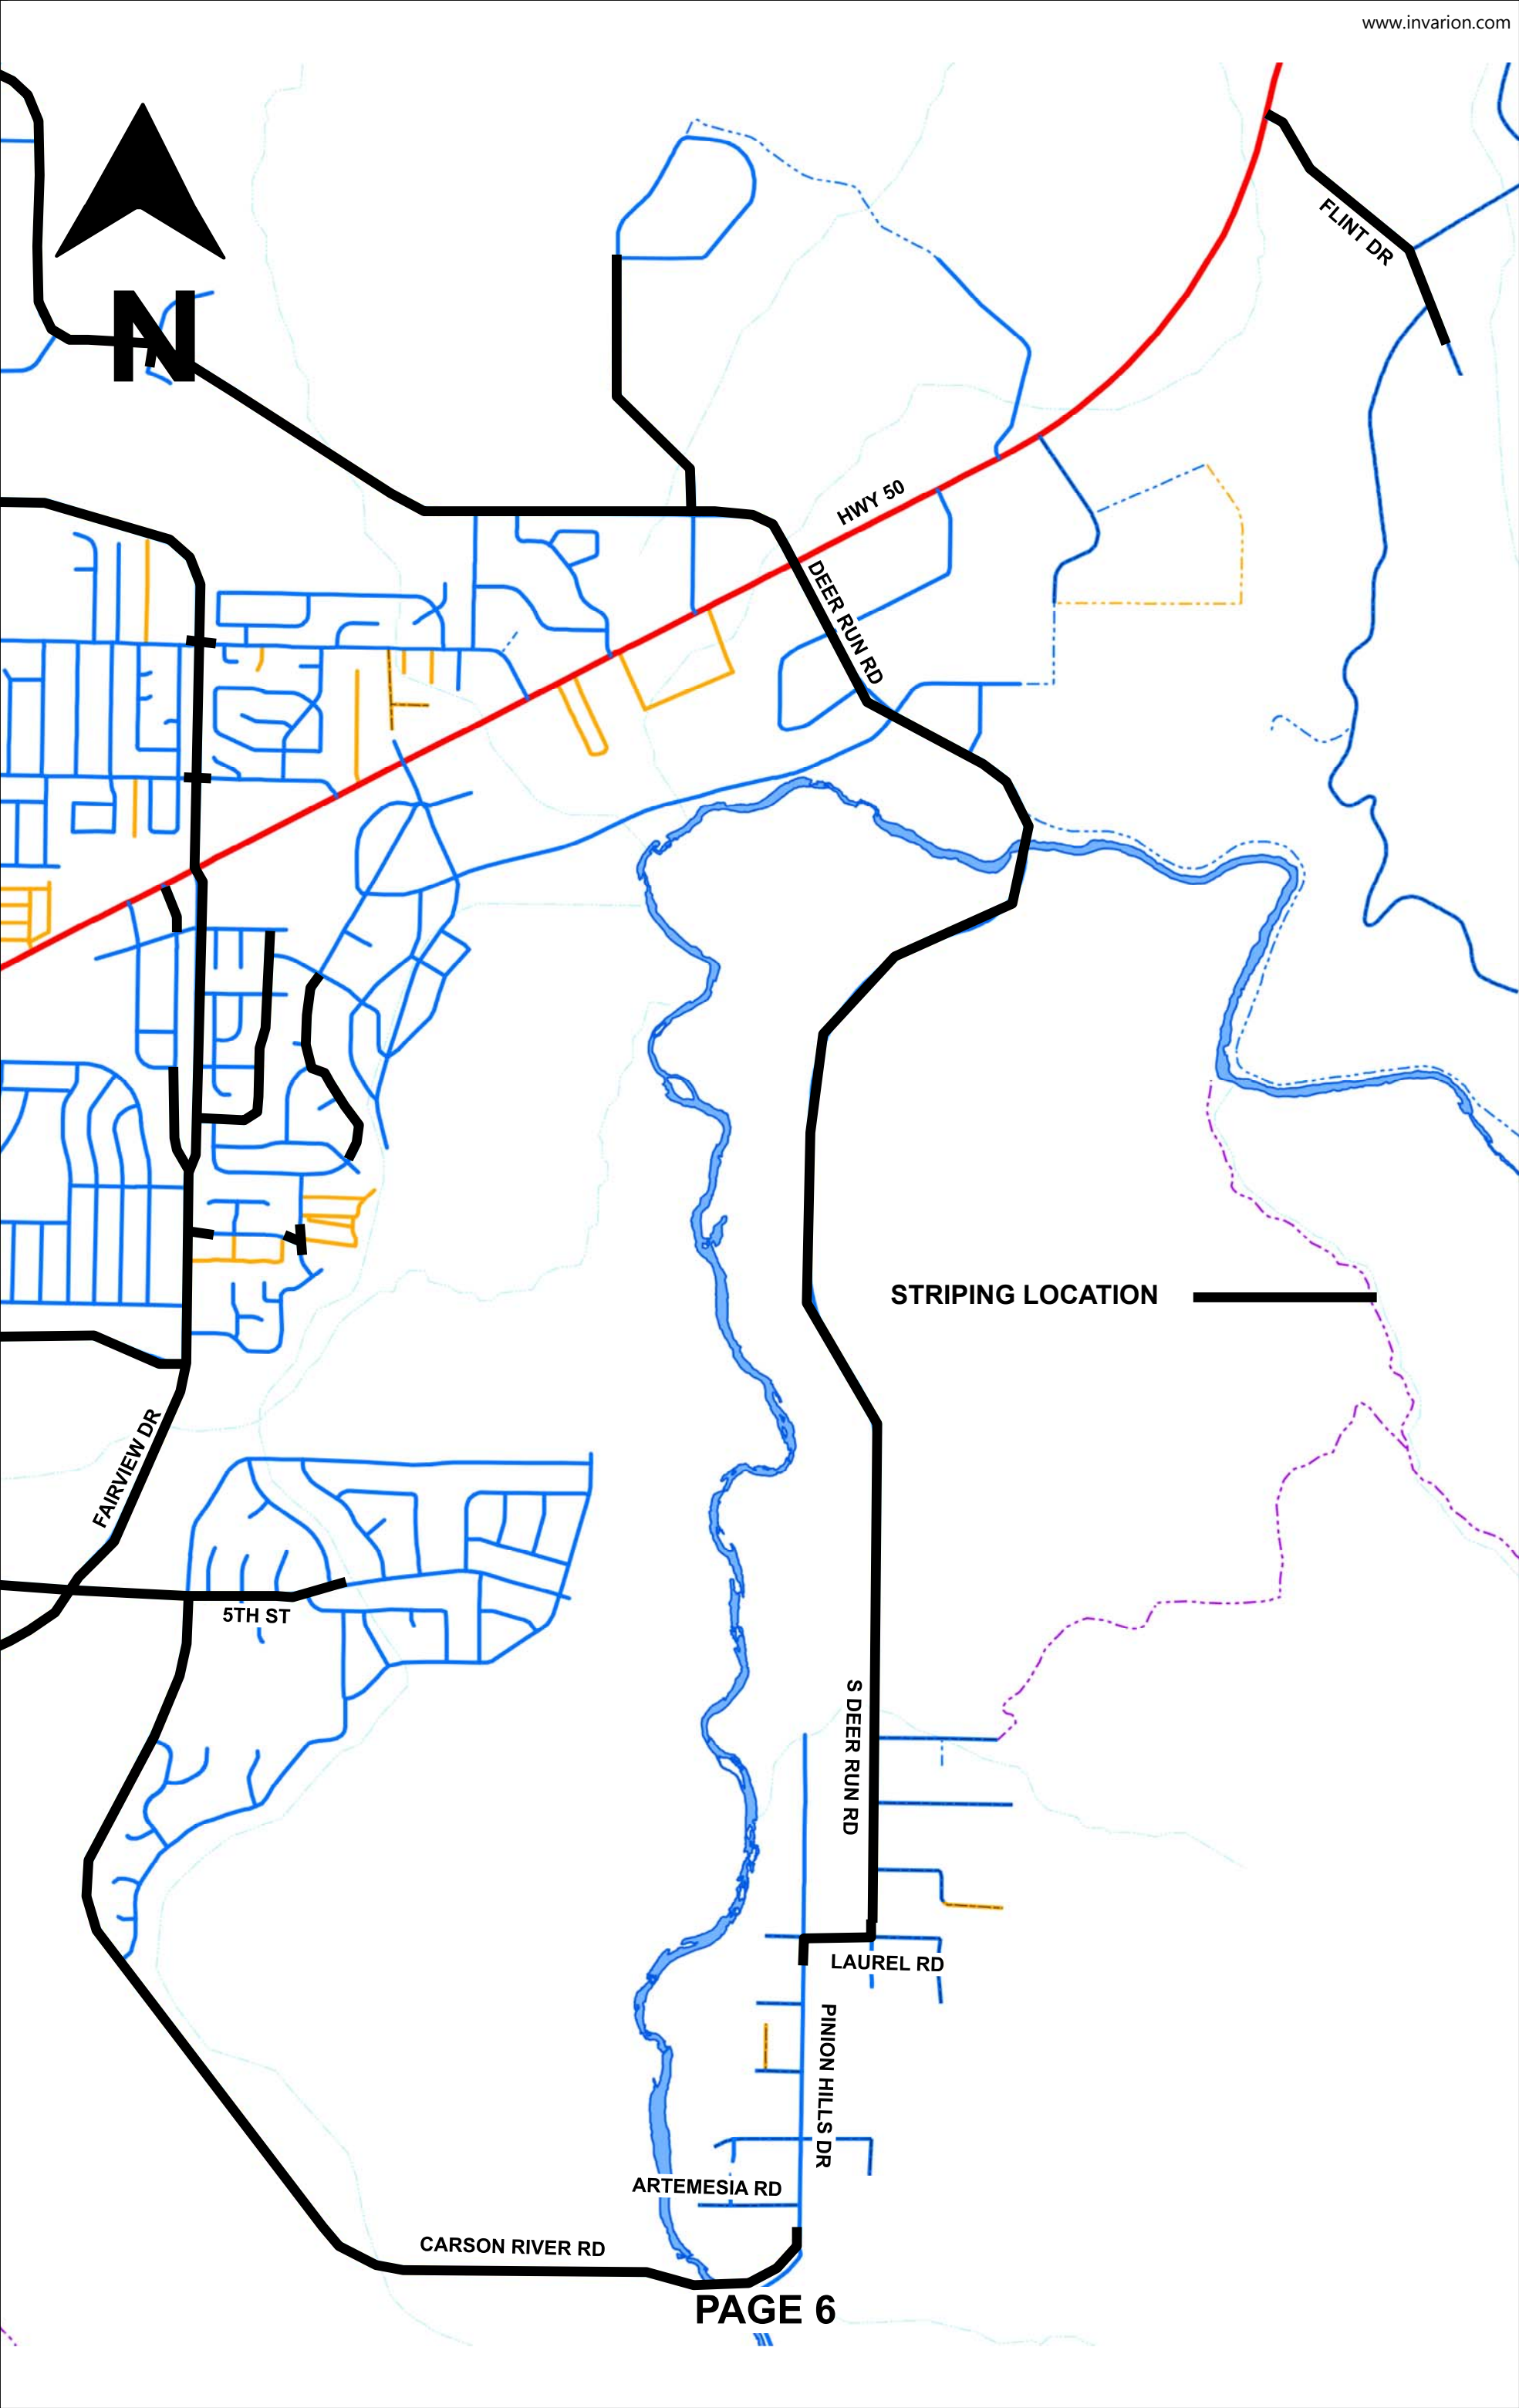 www.invarion.com
FLINT DR
N
HWY 50
DEER RUN RD
STRIPING LOCATION
FAIRVIEW DR
5TH ST
S DEER RUN RD
LAUREL RD
PINION HILLS DR
ARTEMESIA RD
CARSON RIVER RD
PAGE 6